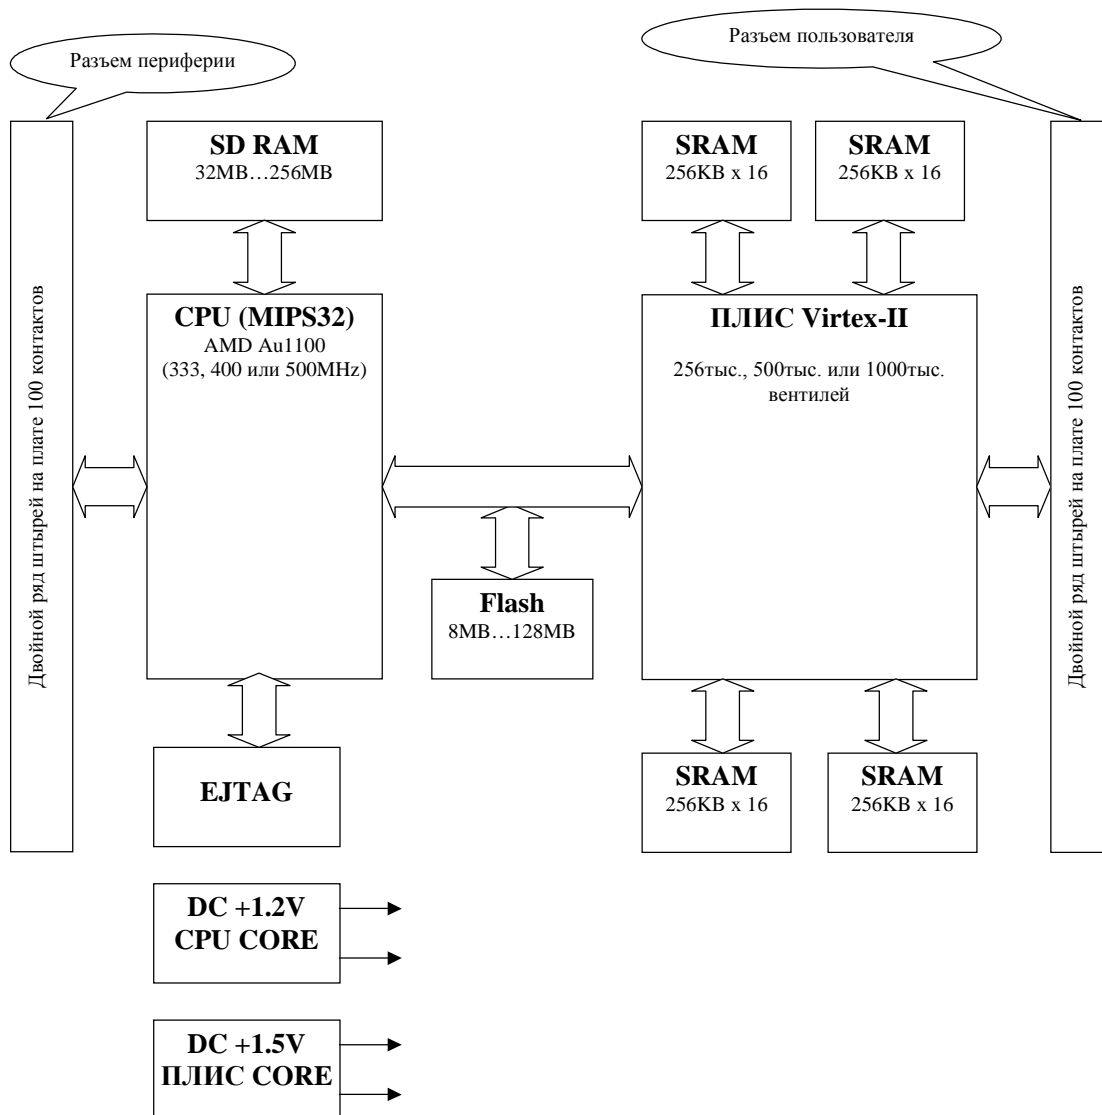 Разъем периферии
Разъем пользователя
SD RAM
32MB…256MB
SRAM
256KB x 16
SRAM
256KB x 16
Двойной ряд штырей на плате 100 контактов
CPU (MIPS32)
AMD Au1100
(333, 400 или 500MHz)
ПЛИС Virtex-II
256тыс., 500тыс. или 1000тыс.
вентилей
Двойной ряд штырей на плате 100 контактов
Flash
8MB…128MB
EJTAG
SRAM
256KB x 16
SRAM
256KB x 16
DC +1.2V
CPU CORE
DC +1.5V
ПЛИС CORE